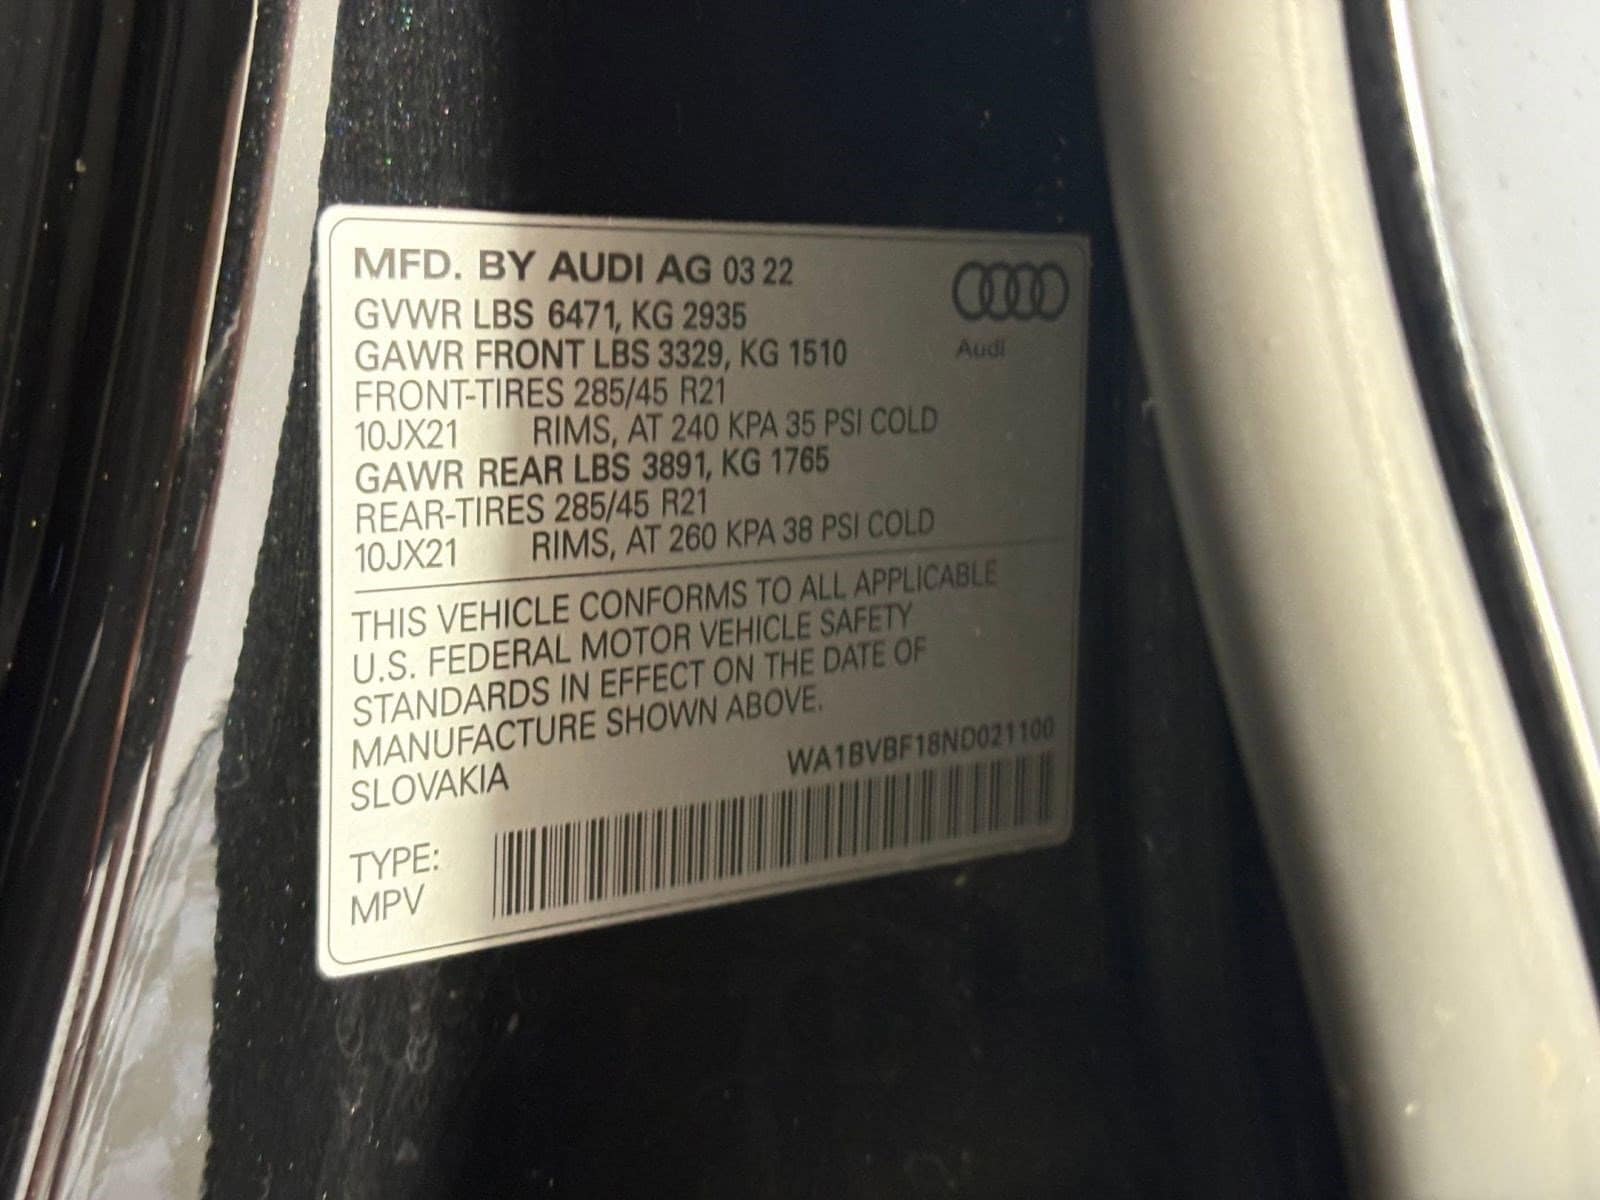 MFD. BY AUDI AG 03 22
GVWR LBS 6471, KG 2935
GAWR FRONT LBS 3329, KG 1510
FRONT-TIRES 285/45 R21
10JX21 RIMS, AT 240 KPA 35 PSI COLD
GAWR REAR LBS 3891, KG 1765
REAR-TIRES 285/45 R21
10JX21 RIMS, AT 260 KPA 38 PSI COLD
Audi
THIS VEHICLE CONFORMS TO ALL APPLICABLE
U.S. FEDERAL MOTOR VEHICLE SAFETY
STANDARDS IN EFFECT ON THE DATE OF
MANUFACTURE SHOWN ABOVE.
SLOVAKIA
WA1BVBF18ND021100
TYPE:
MPV